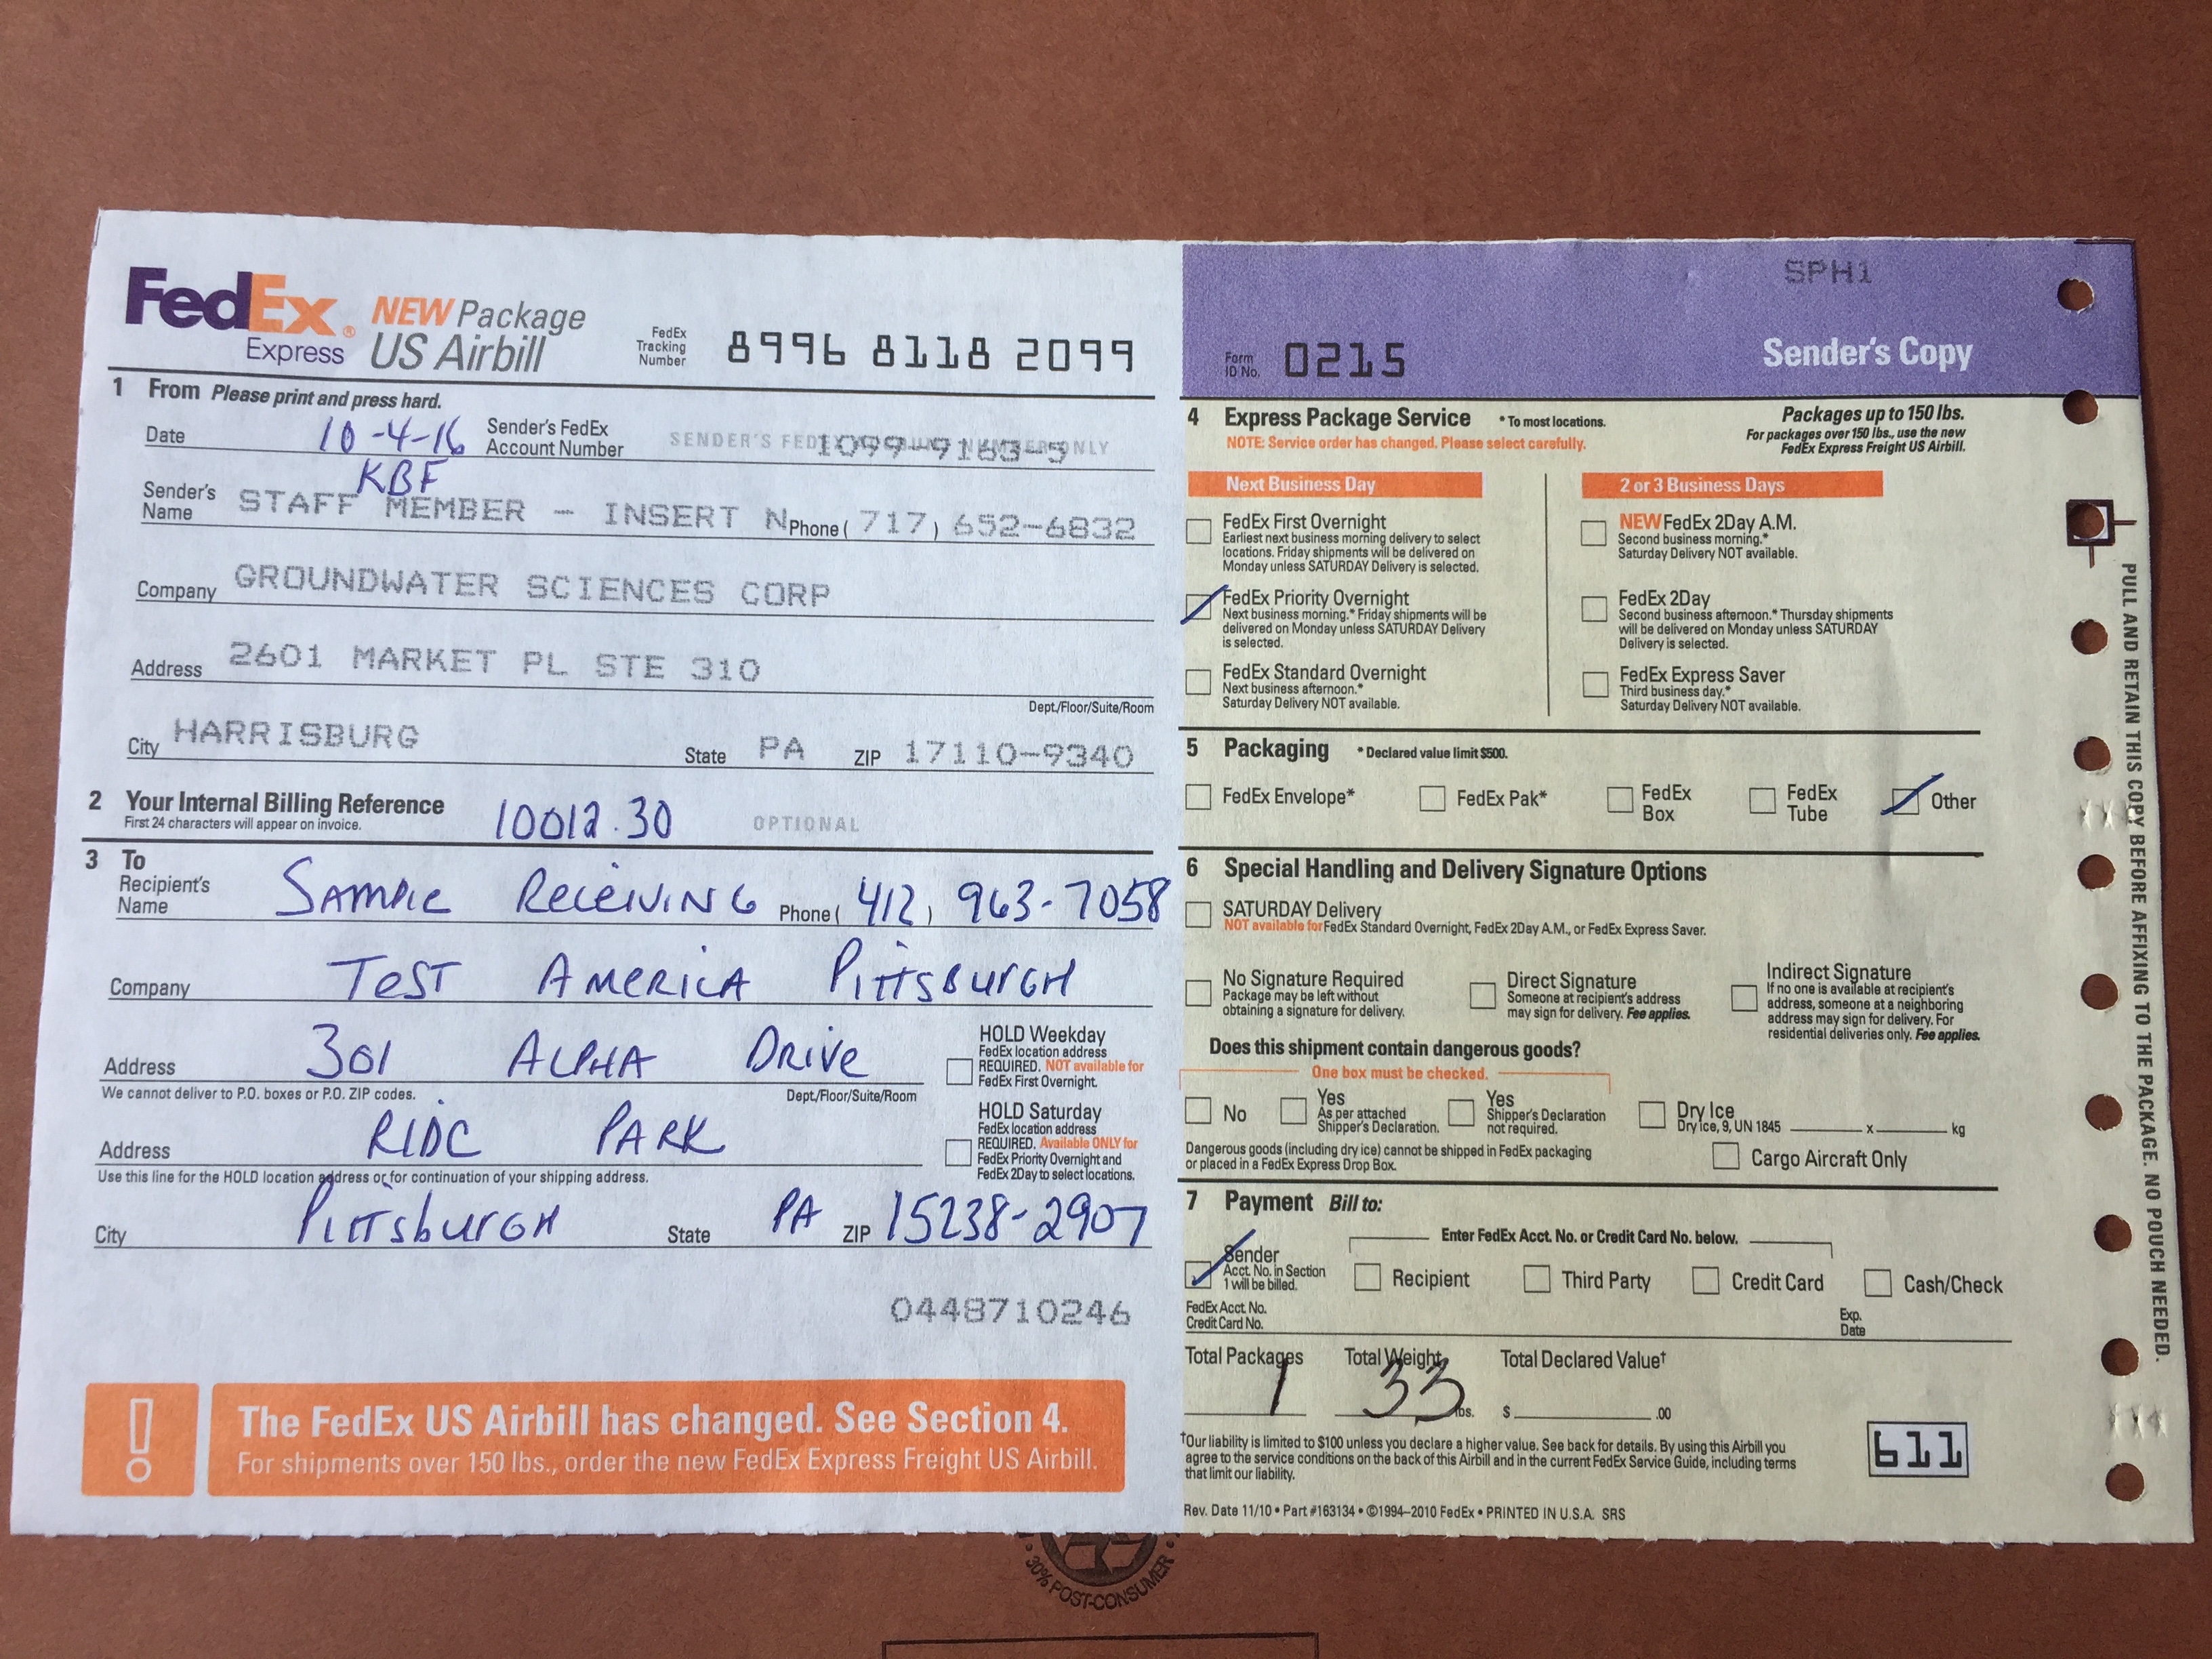 FedEx® NEW Package
Express US Airbill
FedEx Tracking Number 8996 8118 2099
1 From Please print and press hard.
Date 10-4-16 Sender's FedEx Account Number 1099-9163-5
KBF
Sender's Name STAFF MEMBER - INSERT N Phone ( 717 ) 652-6832
Company GROUNDWATER SCIENCES CORP
Address 2601 MARKET PL STE 310
Dept./Floor/Suite/Room
City HARRISBURG State PA ZIP 17110-9340
2 Your Internal Billing Reference 10012.30 OPTIONAL
First 24 characters will appear on invoice.
3 To
Recipient's Name Sample Receiving Phone ( 412 ) 963-7058
Company Test America Pittsburgh
Address 301 Alpha Drive
We cannot deliver to P.O. boxes or P.O. ZIP codes. Dept./Floor/Suite/Room
Address RIDC PARK
Use this line for the HOLD location address or for continuation of your shipping address.
City Pittsburgh State PA ZIP 15238-2907
HOLD Weekday
FedEx location address
REQUIRED. NOT available for
FedEx First Overnight.
HOLD Saturday
FedEx location address
REQUIRED. Available ONLY for
FedEx Priority Overnight and
FedEx 2Day to select locations.
0448710246
! The FedEx US Airbill has changed. See Section 4.
For shipments over 150 lbs., order the new FedEx Express Freight US Airbill.
SPH1
Form ID No. 0215 Sender's Copy
4 Express Package Service * To most locations.
NOTE: Service order has changed. Please select carefully.
Packages up to 150 lbs.
For packages over 150 lbs., use the new
FedEx Express Freight US Airbill.
Next Business Day
FedEx First Overnight
Earliest next business morning delivery to select
locations. Friday shipments will be delivered on
Monday unless SATURDAY Delivery is selected.
FedEx Priority Overnight
Next business morning.* Friday shipments will be
delivered on Monday unless SATURDAY Delivery
is selected.
FedEx Standard Overnight
Next business afternoon.*
Saturday Delivery NOT available.
2 or 3 Business Days
NEW FedEx 2Day A.M.
Second business morning.*
Saturday Delivery NOT available.
FedEx 2Day
Second business afternoon.* Thursday shipments
will be delivered on Monday unless SATURDAY
Delivery is selected.
FedEx Express Saver
Third business day.*
Saturday Delivery NOT available.
5 Packaging * Declared value limit $500.
FedEx Envelope* FedEx Pak* FedEx Box FedEx Tube Other
6 Special Handling and Delivery Signature Options
SATURDAY Delivery
NOT available for FedEx Standard Overnight, FedEx 2Day A.M., or FedEx Express Saver.
No Signature Required
Package may be left without
obtaining a signature for delivery.
Direct Signature
Someone at recipient's address
may sign for delivery. Fee applies.
Indirect Signature
If no one is available at recipient's
address, someone at a neighboring
address may sign for delivery. For
residential deliveries only. Fee applies.
Does this shipment contain dangerous goods?
One box must be checked.
No
Yes
As per attached
Shipper's Declaration.
Yes
Shipper's Declaration
not required.
Dry Ice
Dry Ice, 9, UN 1845 x kg
Dangerous goods (including dry ice) cannot be shipped in FedEx packaging
or placed in a FedEx Express Drop Box.
Cargo Aircraft Only
7 Payment Bill to:
Enter FedEx Acct. No. or Credit Card No. below.
Sender
Acct. No. in Section
1 will be billed.
Recipient Third Party Credit Card Cash/Check
FedEx Acct. No.
Credit Card No.
Exp. Date
Total Packages Total Weight Total Declared Value†
1 33 lbs. $ .00
†Our liability is limited to $100 unless you declare a higher value. See back for details. By using this Airbill you
agree to the service conditions on the back of this Airbill and in the current FedEx Service Guide, including terms
that limit our liability.
611
Rev. Date 11/10 • Part #163134 • ©1994–2010 FedEx • PRINTED IN U.S.A. SRS
PULL AND RETAIN THIS COPY BEFORE AFFIXING TO THE PACKAGE. NO POUCH NEEDED.
30% POST-CONSUMER